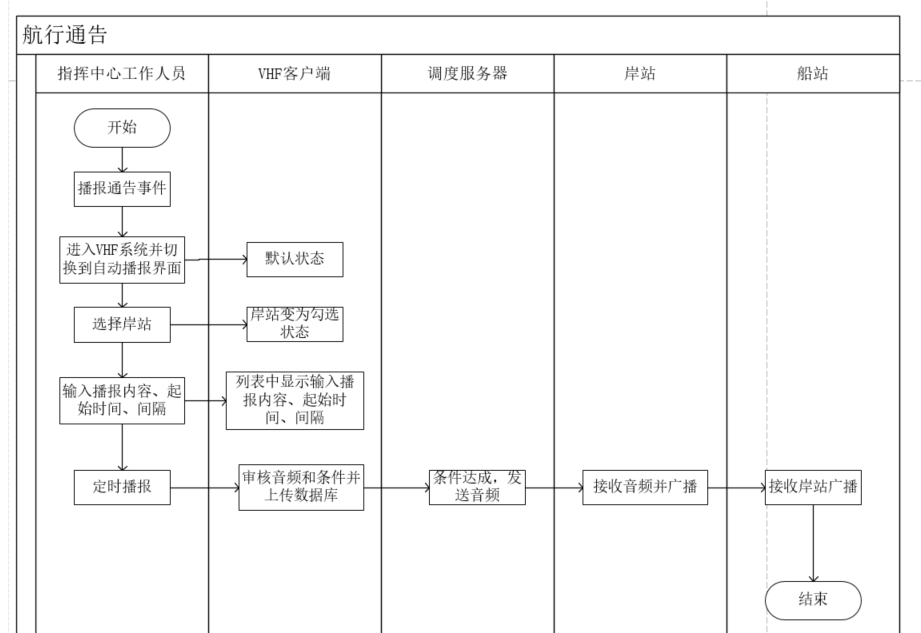 航行通告
指挥中心工作人员
VHF客户端
调度服务器
岸站
船站
开始
播报通告事件
进入VHF系统并切
换到自动播报界面
默认状态
选择岸站
岸站变为勾选
状态
输入播报内容、起
始时间、间隔
列表中显示输入播
报内容、起始时
间、间隔
定时播报
审核音频和条件并
上传数据库
条件达成，发
送音频
接收音频并广播
接收岸站广播
结束